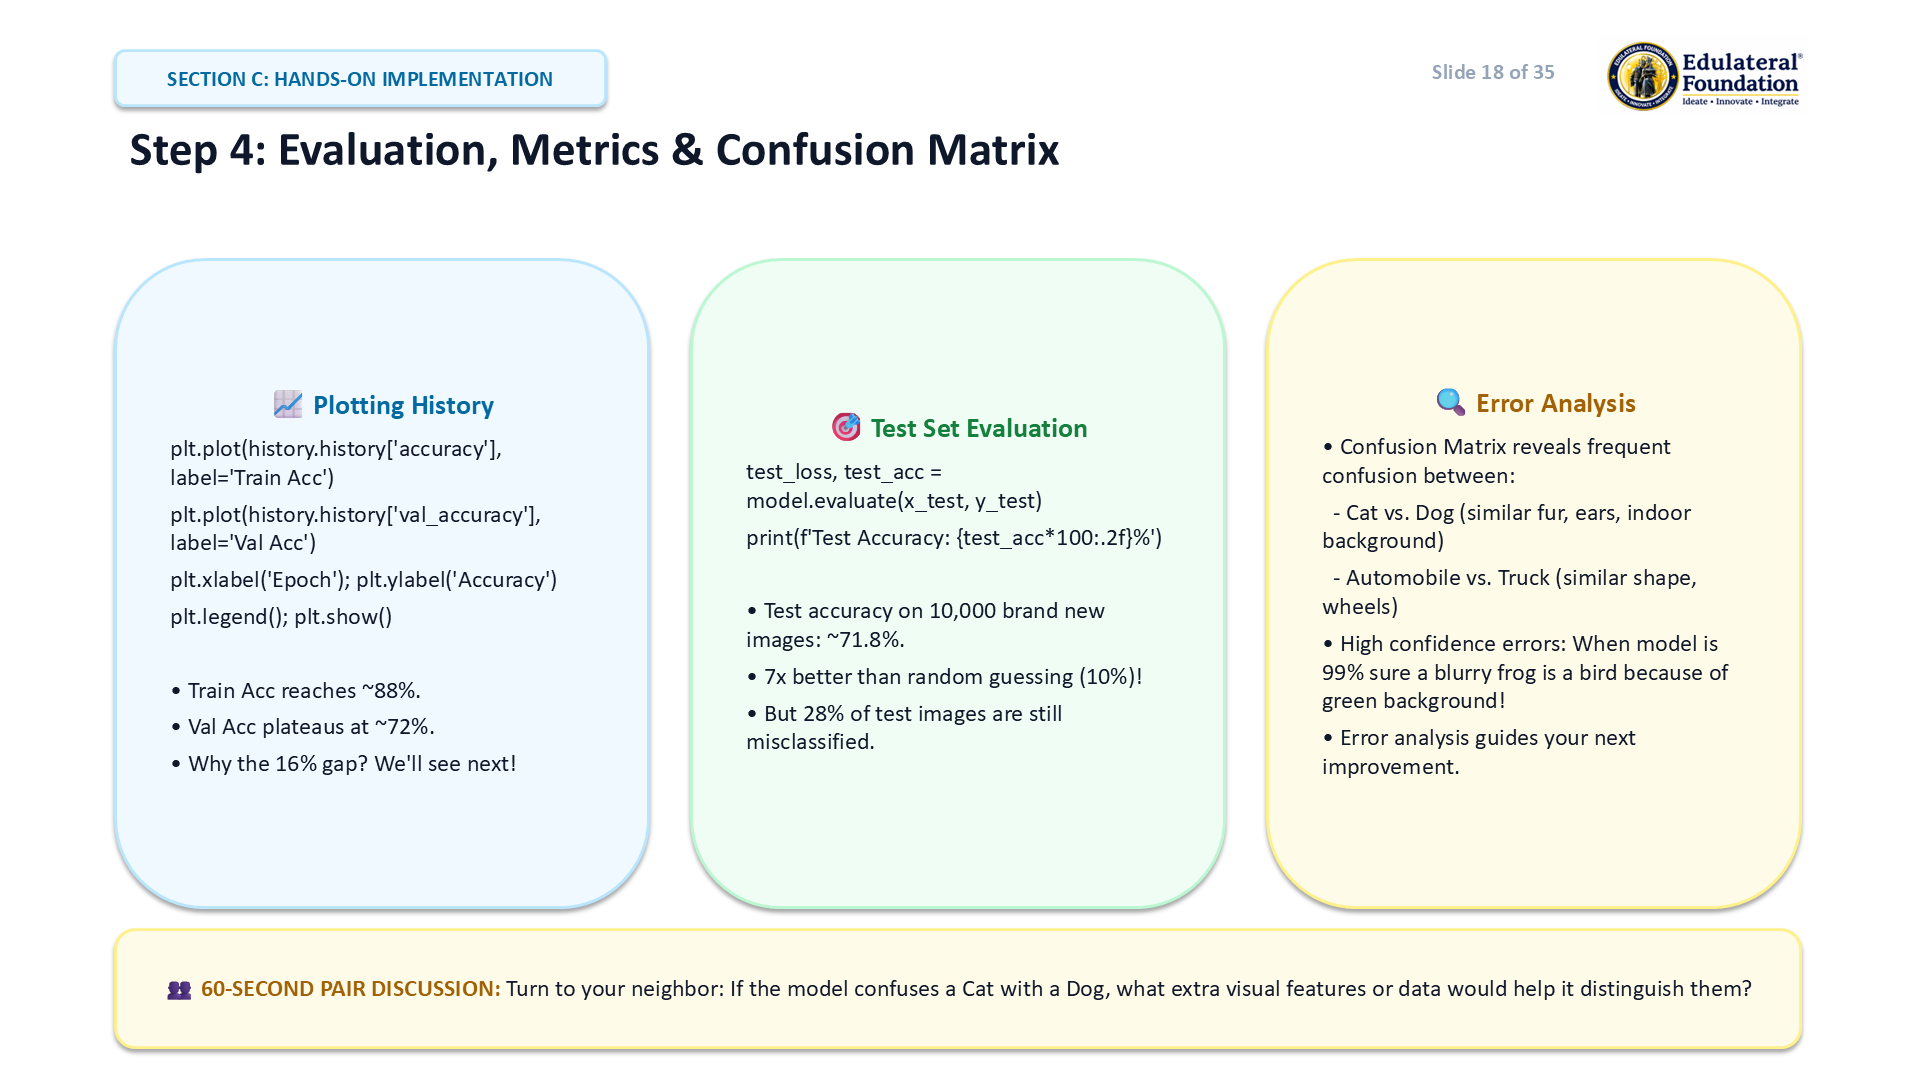 SECTION C: HANDS-ON IMPLEMENTATION
Slide 18 of 35
EDULATERAL FOUNDATION
IDEATE • INNOVATE • INTEGRATE
Edulateral®
Foundation
Ideate • Innovate • Integrate
Step 4: Evaluation, Metrics & Confusion Matrix
📈 Plotting History
plt.plot(history.history['accuracy'],
label='Train Acc')
plt.plot(history.history['val_accuracy'],
label='Val Acc')
plt.xlabel('Epoch'); plt.ylabel('Accuracy')
plt.legend(); plt.show()
• Train Acc reaches ~88%.
• Val Acc plateaus at ~72%.
• Why the 16% gap? We'll see next!
🎯 Test Set Evaluation
test_loss, test_acc =
model.evaluate(x_test, y_test)
print(f'Test Accuracy: {test_acc*100:.2f}%')
• Test accuracy on 10,000 brand new
images: ~71.8%.
• 7x better than random guessing (10%)!
• But 28% of test images are still
misclassified.
🔍 Error Analysis
• Confusion Matrix reveals frequent
confusion between:
- Cat vs. Dog (similar fur, ears, indoor
background)
- Automobile vs. Truck (similar shape,
wheels)
• High confidence errors: When model is
99% sure a blurry frog is a bird because of
green background!
• Error analysis guides your next
improvement.
👥 60-SECOND PAIR DISCUSSION: Turn to your neighbor: If the model confuses a Cat with a Dog, what extra visual features or data would help it distinguish them?